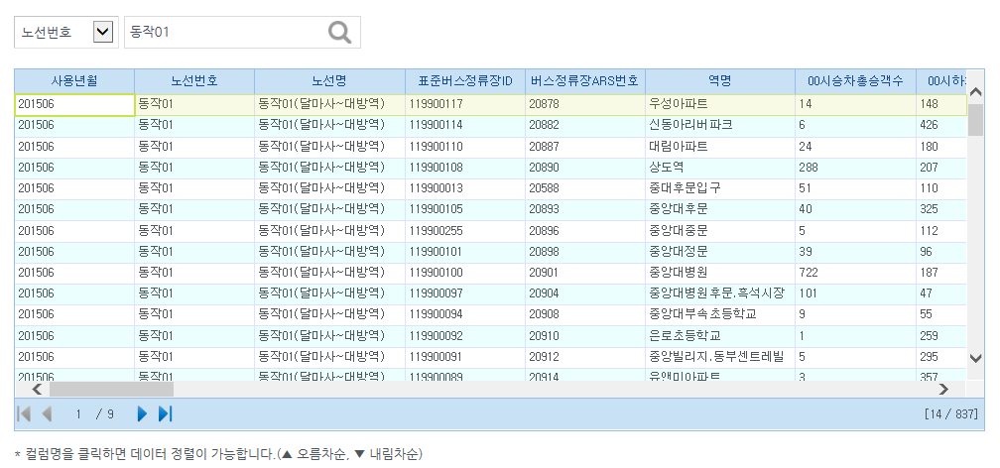 노선번호 동작01
사용년월 노선번호 노선명 표준버스정류장ID 버스정류장ARS번호 역명 00시승차총승객수 00시하
201506 동작01 동작01(달마사~대방역) 119900117 20878 우성아파트 14 148
201506 동작01 동작01(달마사~대방역) 119900114 20882 신동아리버파크 6 426
201506 동작01 동작01(달마사~대방역) 119900110 20887 대림아파트 24 180
201506 동작01 동작01(달마사~대방역) 119900108 20890 상도역 288 207
201506 동작01 동작01(달마사~대방역) 119900013 20588 중대후문입구 51 110
201506 동작01 동작01(달마사~대방역) 119900105 20893 중앙대후문 40 325
201506 동작01 동작01(달마사~대방역) 119900255 20896 중앙대중문 5 112
201506 동작01 동작01(달마사~대방역) 119900101 20898 중앙대정문 39 96
201506 동작01 동작01(달마사~대방역) 119900100 20901 중앙대병원 722 187
201506 동작01 동작01(달마사~대방역) 119900097 20904 중앙대병원후문.흑석시장 101 47
201506 동작01 동작01(달마사~대방역) 119900094 20908 중앙대부속초등학교 9 55
201506 동작01 동작01(달마사~대방역) 119900092 20910 은로초등학교 1 259
201506 동작01 동작01(달마사~대방역) 119900091 20912 중앙빌리지.동부센트레빌 5 295
201506 동작01 동작01(달마사~대방역) 119900089 20914 유앤미아파트 3 357
1 / 9 [14 / 837]
* 컬럼명을 클릭하면 데이터 정렬이 가능합니다.(▲ 오름차순, ▼ 내림차순)